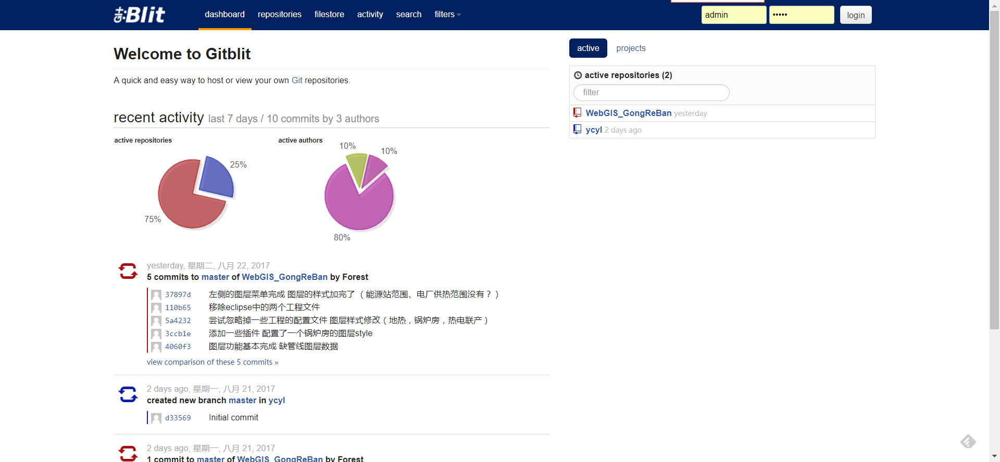 git:Blit
dashboard repositories filestore activity search filters
admin ••••• login
Welcome to Gitblit
A quick and easy way to host or view your own Git repositories.
recent activity last 7 days / 10 commits by 3 authors
active repositories
25%
75%
active authors
10%
10%
80%
yesterday, 星期二, 八月 22, 2017
5 commits to master of WebGIS_GongReBan by Forest
37897d 左侧的图层菜单完成 图层的样式加完了 （能源站范围、电厂供热范围没有？）
110b65 移除eclipse中的两个工程文件
5a4232 尝试忽略掉一些工程的配置文件 图层样式修改（地热，锅炉房，热电联产）
3ccb1e 添加一些插件 配置了一个锅炉房的图层style
4060f3 图层功能基本完成 缺管线图层数据
view comparison of these 5 commits »
2 days ago, 星期一, 八月 21, 2017
created new branch master in ycyl
d33569 Initial commit
2 days ago, 星期一, 八月 21, 2017
1 commit to master of WebGIS_GongReBan by Forest
active projects
active repositories (2)
filter
WebGIS_GongReBan yesterday
ycyl 2 days ago